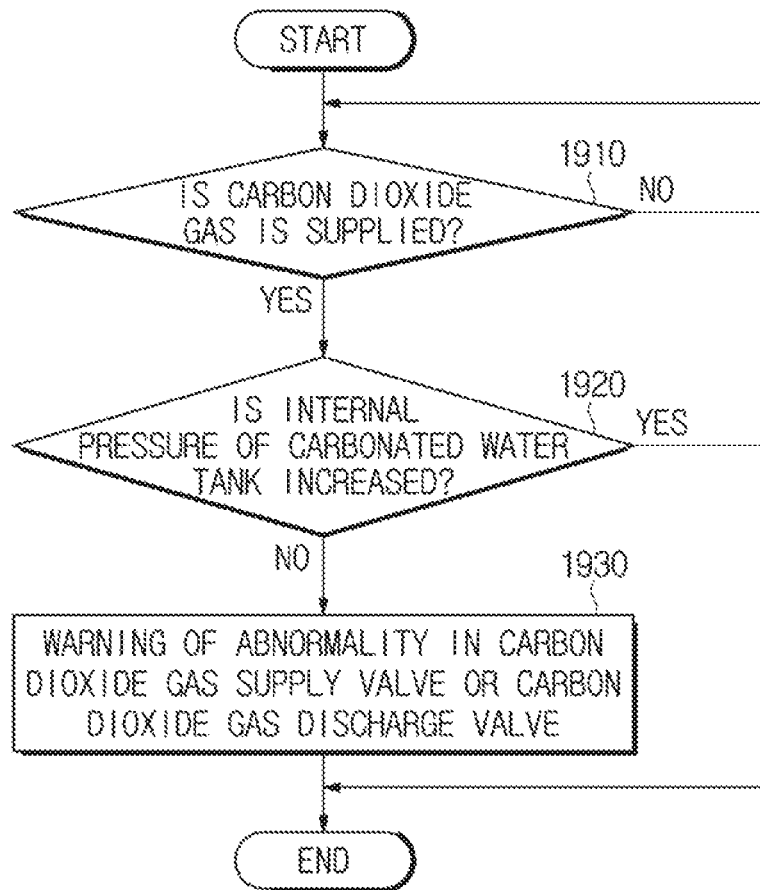 START
1910
IS CARBON DIOXIDE
GAS IS SUPPLIED?
NO
YES
1920
IS INTERNAL
PRESSURE OF CARBONATED WATER
TANK INCREASED?
YES
NO
1930
WARNING OF ABNORMALITY IN CARBON
DIOXIDE GAS SUPPLY VALVE OR CARBON
DIOXIDE GAS DISCHARGE VALVE
END